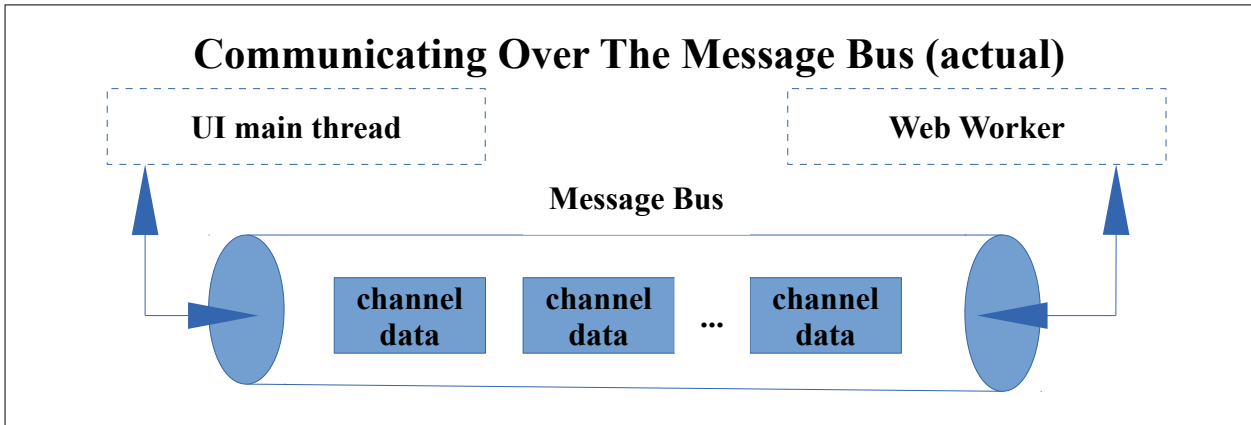 Communicating Over The Message Bus (actual)
UI main thread
Web Worker
Message Bus
channel
data
channel
data
...
channel
data